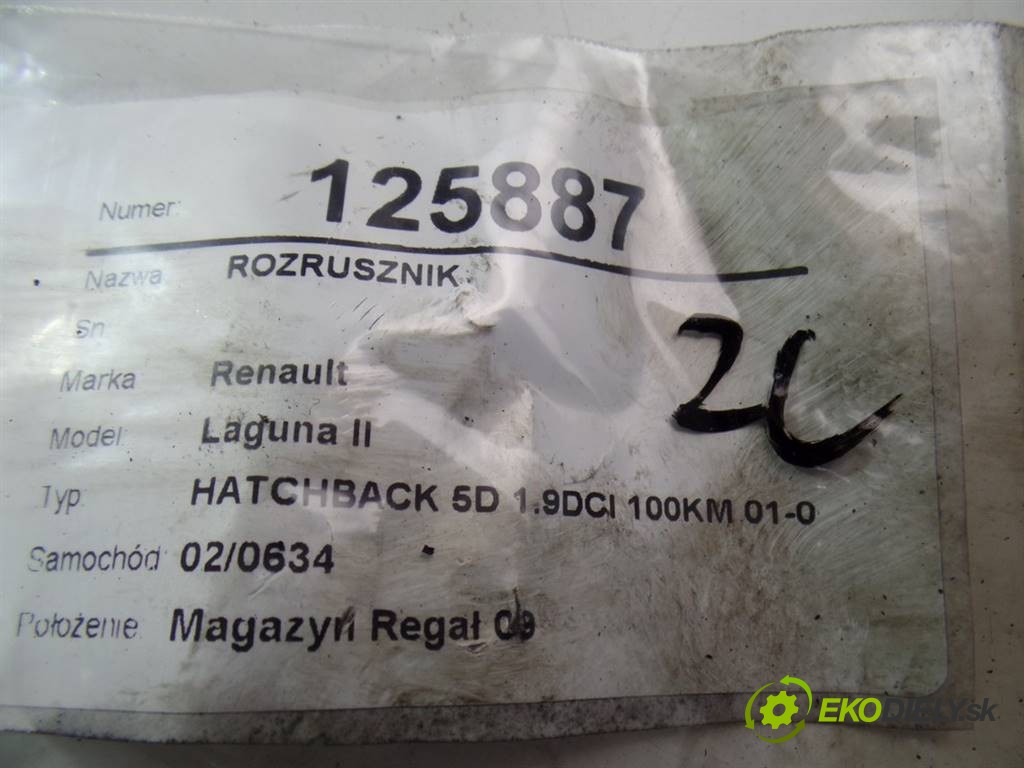 Numer: 125887
Nazwa ROZRUSZNIK
sn
Marka Renault
Model: Laguna II
Typ HATCHBACK 5D 1.9DCI 100KM 01-0
Samochód 02/0634
Położenie: Magazyn Regał 09
EKODIELY.sk